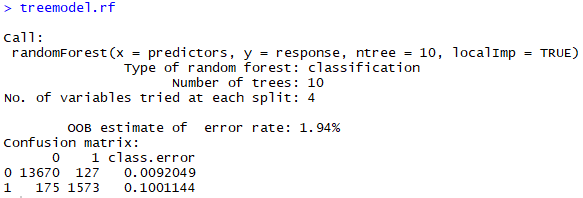 > treemodel.rf
Call:
randomForest(x = predictors, y = response, ntree = 10, localImp = TRUE)
Type of random forest: classification
Number of trees: 10
No. of variables tried at each split: 4
OOB estimate of  error rate: 1.94%
Confusion matrix:
0 1 class.error
0 13670 127 0.0092049
1 175 1573 0.1001144